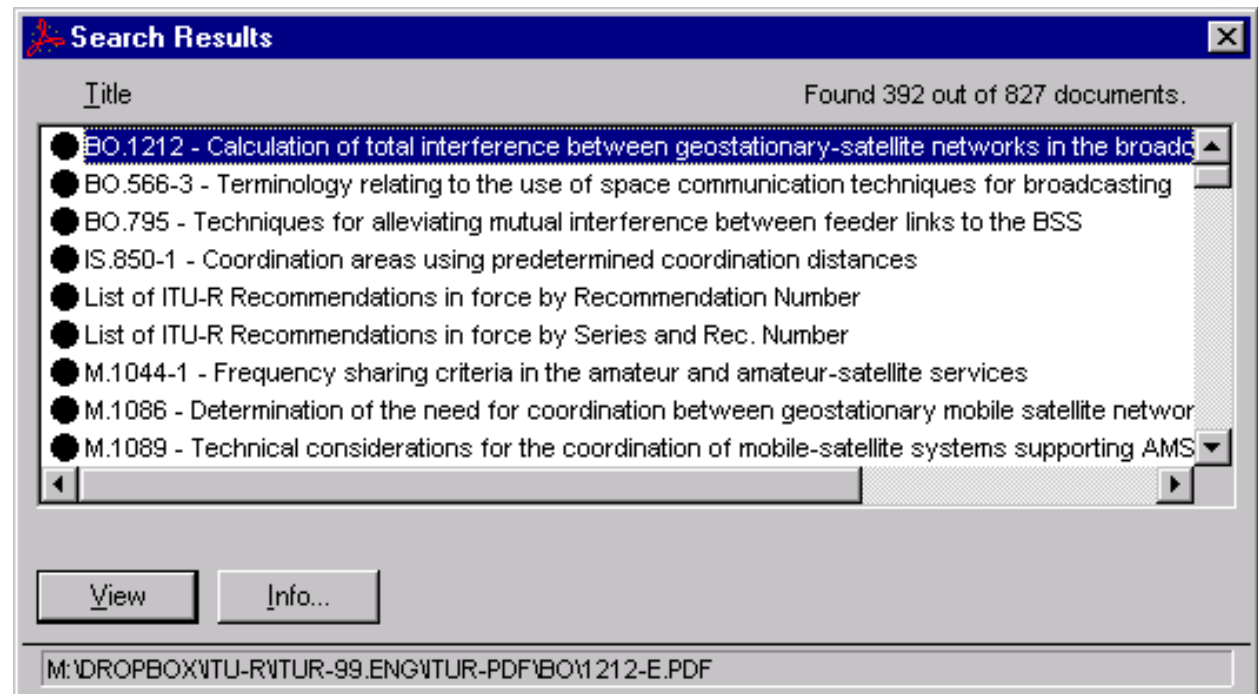 Search Results
Title
Found 392 out of 827 documents.
BO.1212 - Calculation of total interference between geostationary-satellite networks in the broadc
BO.566-3 - Terminology relating to the use of space communication techniques for broadcasting
BO.795 - Techniques for alleviating mutual interference between feeder links to the BSS
IS.850-1 - Coordination areas using predetermined coordination distances
List of ITU-R Recommendations in force by Recommendation Number
List of ITU-R Recommendations in force by Series and Rec. Number
M.1044-1 - Frequency sharing criteria in the amateur and amateur-satellite services
M.1086 - Determination of the need for coordination between geostationary mobile satellite networ
M.1089 - Technical considerations for the coordination of mobile-satellite systems supporting AMS
View
Info...
M:\DROPBOX\ITU-R\ITUR-99.ENG\ITUR-PDF\BO\1212-E.PDF